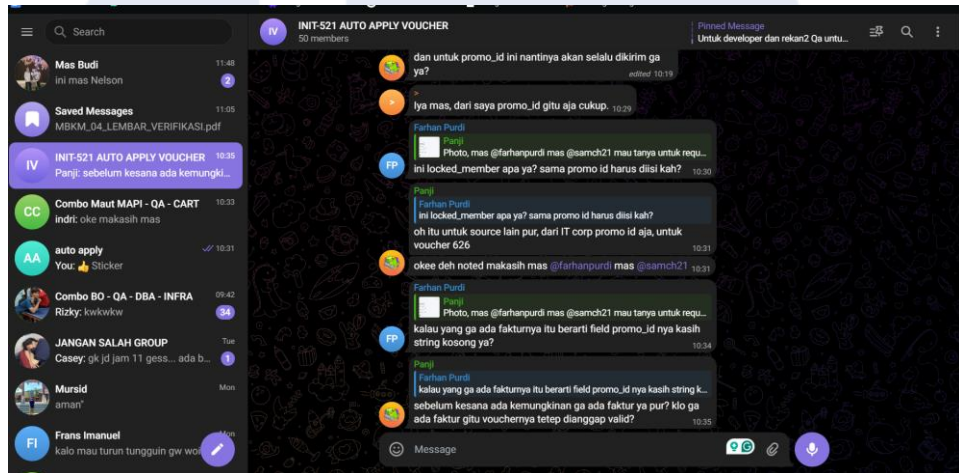 Search
Mas Budi 11:48
ini mas Nelson 2
Saved Messages 11:05
MBKM_04_LEMBAR_VERIFIKASI.pdf
IV
INIT-521 AUTO APPLY VOUCHER 10:35
Panji: sebelum kesana ada kemungki...
CC
Combo Maut MAPI - QA - CART 10:33
indri: oke makasih mas
AA
auto apply 10:31
You: 👍 Sticker
Combo BO - QA - DBA - INFRA 09:42
Rizky: kwkwkw 34
JANGAN SALAH GROUP Tue
Casey: gk jd jam 11 gess... ada b... 1
Mursid Mon
aman"
FI
Frans Imanuel Mon
kalo mau turun tungguin gw woi
IV
INIT-521 AUTO APPLY VOUCHER
50 members
Pinned Message
Untuk developer dan rekan2 Qa untu...
dan untuk promo_id ini nantinya akan selalu dikirim ga
ya? edited 10:19
>
Iya mas, dari saya promo_id gitu aja cukup. 10:29
Farhan Purdi
Panji
Photo, mas @farhanpurdi mas @samch21 mau tanya untuk requ...
FP
ini locked_member apa ya? sama promo id harus diisi kah? 10:30
Panji
Farhan Purdi
ini locked_member apa ya? sama promo id harus diisi kah?
oh itu untuk source lain pur, dari IT corp promo id aja, untuk
voucher 626 10:31
okee deh noted makasih mas @farhanpurdi mas @samch21 10:31
Farhan Purdi
Panji
Photo, mas @farhanpurdi mas @samch21 mau tanya untuk requ...
FP
kalau yang ga ada fakturnya itu berarti field promo_id nya kasih
string kosong ya? 10:34
Panji
Farhan Purdi
kalau yang ga ada fakturnya itu berarti field promo_id nya kasih string k...
sebelum kesana ada kemungkinan ga ada faktur ya pur? klo ga
ada faktur gitu vouchernya tetep dianggap valid? 10:35
Message